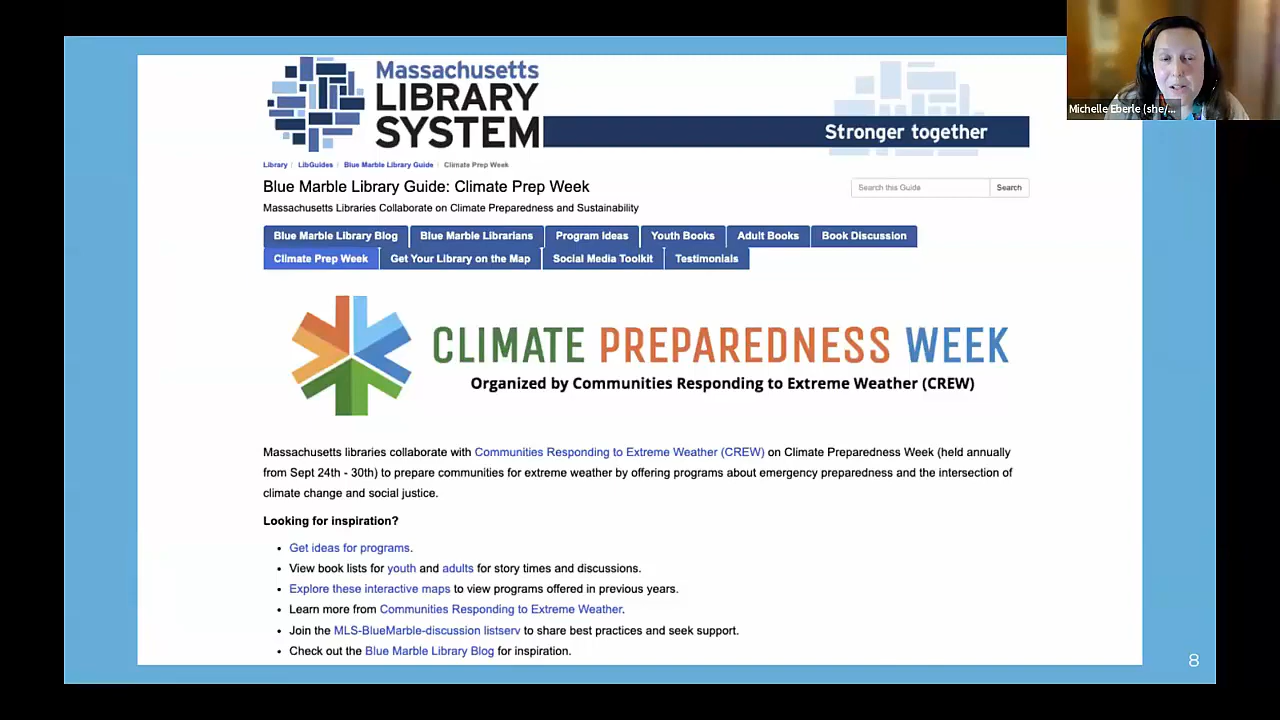 Massachusetts
LIBRARY
SYSTEM
Stronger together
Michelle Eberle (she/...
Library / LibGuides / Blue Marble Library Guide / Climate Prep Week
Blue Marble Library Guide: Climate Prep Week
Search this Guide Search
Massachusetts Libraries Collaborate on Climate Preparedness and Sustainability
Blue Marble Library Blog Blue Marble Librarians Program Ideas Youth Books Adult Books Book Discussion
Climate Prep Week Get Your Library on the Map Social Media Toolkit Testimonials
CLIMATE PREPAREDNESS WEEK
Organized by Communities Responding to Extreme Weather (CREW)
Massachusetts libraries collaborate with Communities Responding to Extreme Weather (CREW) on Climate Preparedness Week (held annually
from Sept 24th - 30th) to prepare communities for extreme weather by offering programs about emergency preparedness and the intersection of
climate change and social justice.
Looking for inspiration?
• Get ideas for programs.
• View book lists for youth and adults for story times and discussions.
• Explore these interactive maps to view programs offered in previous years.
• Learn more from Communities Responding to Extreme Weather.
• Join the MLS-BlueMarble-discussion listserv to share best practices and seek support.
• Check out the Blue Marble Library Blog for inspiration.
8